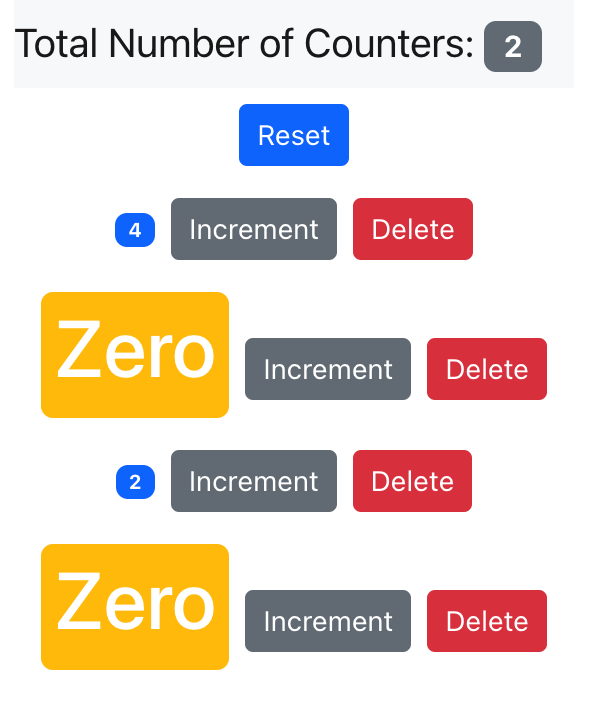 Total Number of Counters: 2
Reset
4 Increment Delete
Zero Increment Delete
2 Increment Delete
Zero Increment Delete